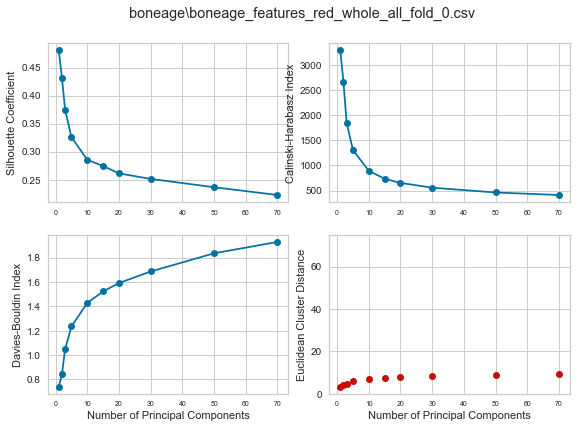 boneage\boneage_features_red_whole_all_fold_0.csv
Silhouette Coefficient
0.45
0.40
0.35
0.30
0.25
0 10 20 30 40 50 60 70
Calinski-Harabasz Index
3000
2500
2000
1500
1000
500
0 10 20 30 40 50 60 70
Davies-Bouldin Index
1.8
1.6
1.4
1.2
1.0
0.8
0 10 20 30 40 50 60 70
Number of Principal Components
Euclidean Cluster Distance
60
40
20
0
0 10 20 30 40 50 60 70
Number of Principal Components